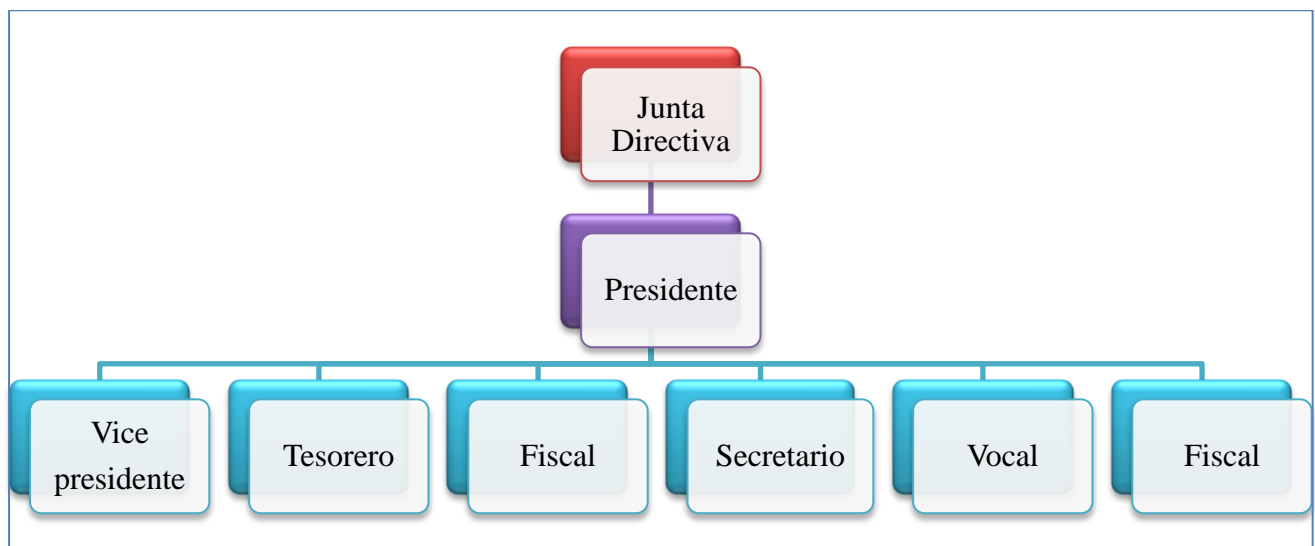 Junta
Directiva
Presidente
Vice
presidente
Tesorero
Fiscal
Secretario
Vocal
Fiscal